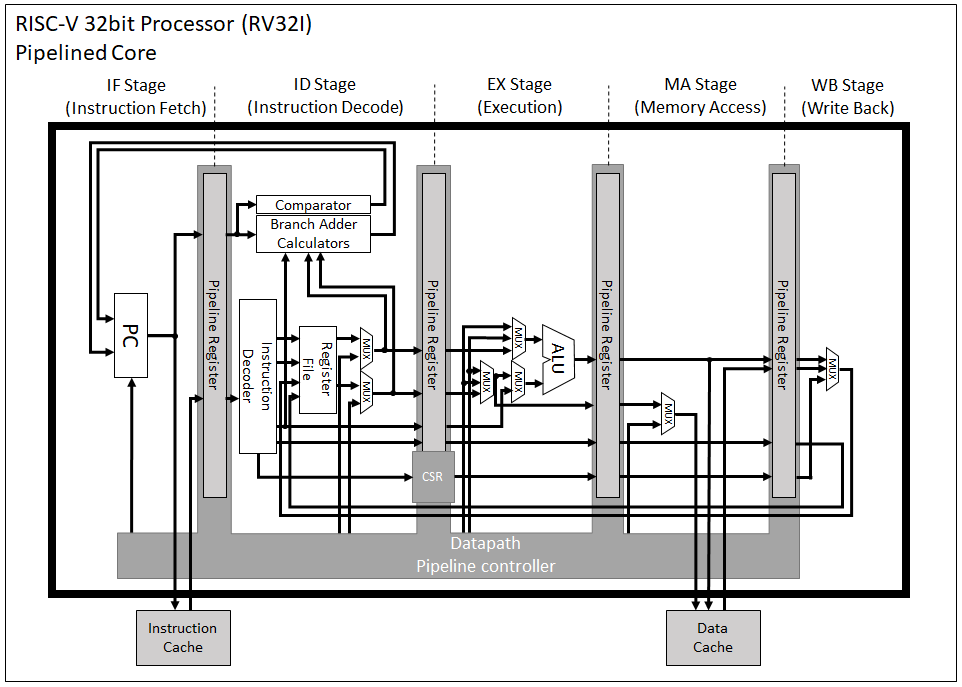 RISC-V 32bit Processor (RV32I)
Pipelined Core
IF Stage
(Instruction Fetch)
ID Stage
(Instruction Decode)
EX Stage
(Execution)
MA Stage
(Memory Access)
WB Stage
(Write Back)
Comparator
Branch Adder
Calculators
PC
Pipeline Register
Instruction
Decoder
Register
File
MUX
MUX
Pipeline Register
CSR
MUX
MUX
MUX
ALU
Pipeline Register
MUX
Pipeline Register
MUX
Datapath
Pipeline controller
Instruction
Cache
Data
Cache